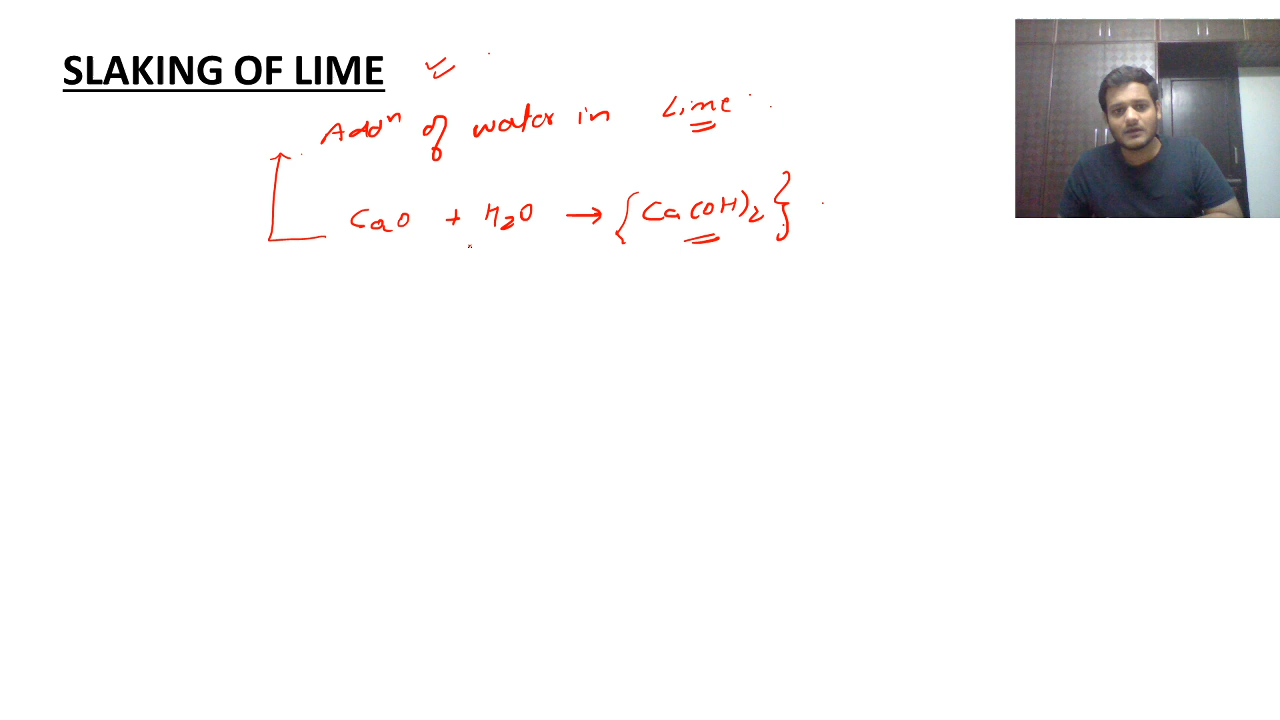 SLAKING OF LIME
Addⁿ of water in Lime
CaO + H₂O → {Ca(OH)₂}